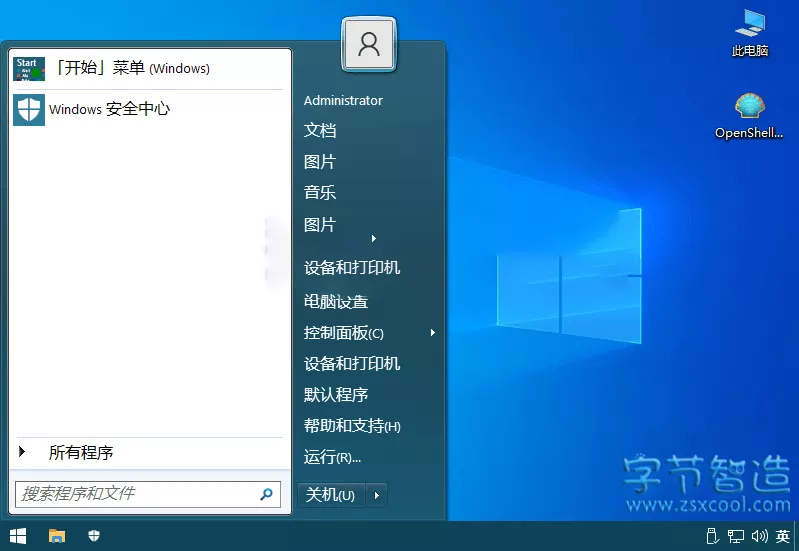 Start
「开始」菜单 (Windows)
Windows 安全中心
所有程序
搜索程序和文件
Administrator
文档
图片
音乐
图片
设备和打印机
电脑设置
控制面板(C)
设备和打印机
默认程序
帮助和支持(H)
运行(R)...
关机(U)
此电脑
OpenShell...
字节智造
www.zsxcool.com
英